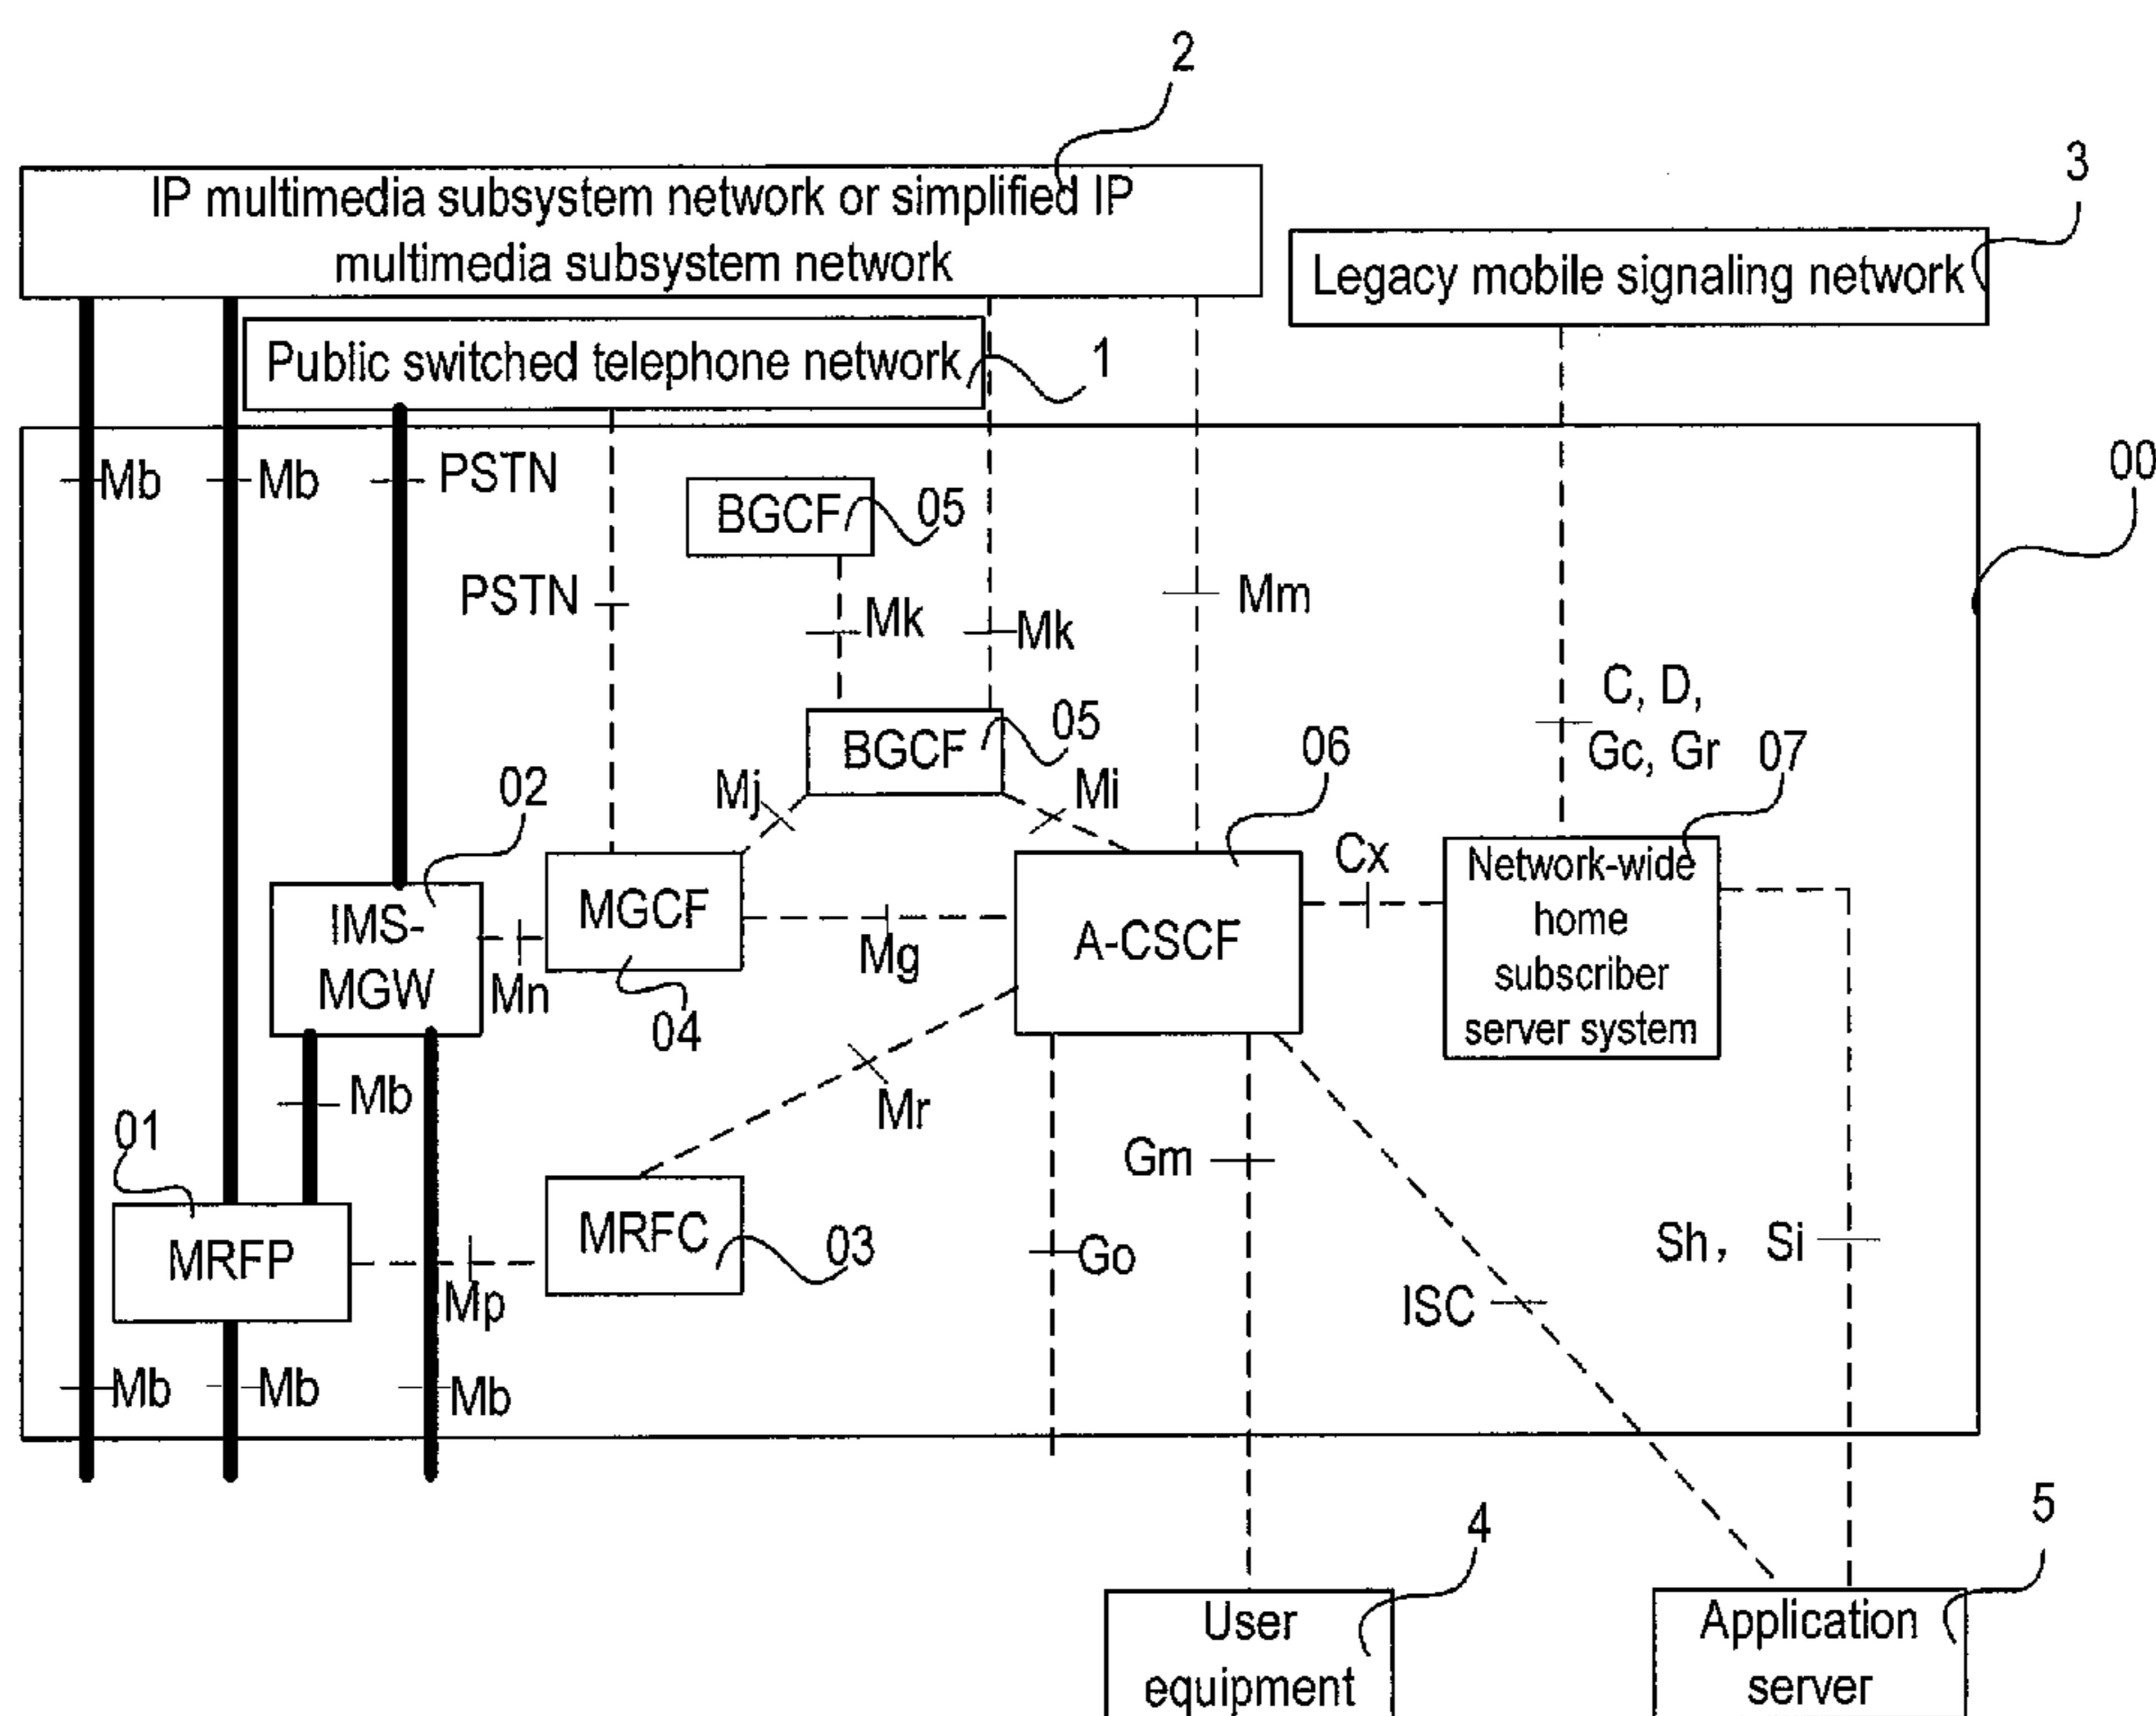 2
3
IP multimedia subsystem network or simplified IP
multimedia subsystem network
Legacy mobile signaling network
Public switched telephone network
1
00
Mb
Mb
PSTN
BGCF
05
PSTN
Mk
Mk
Mm
C, D,
Gc, Gr
07
BGCF
05
06
02
Mj
Mi
Cx
IMS-
MGW
Mn
MGCF
04
Mg
A-CSCF
Network-wide
home
subscriber
server system
Mb
Mr
01
Gm
MRFP
Mp
MRFC
03
Go
Sh, Si
ISC
Mb
Mb
Mb
4
5
User
equipment
Application
server